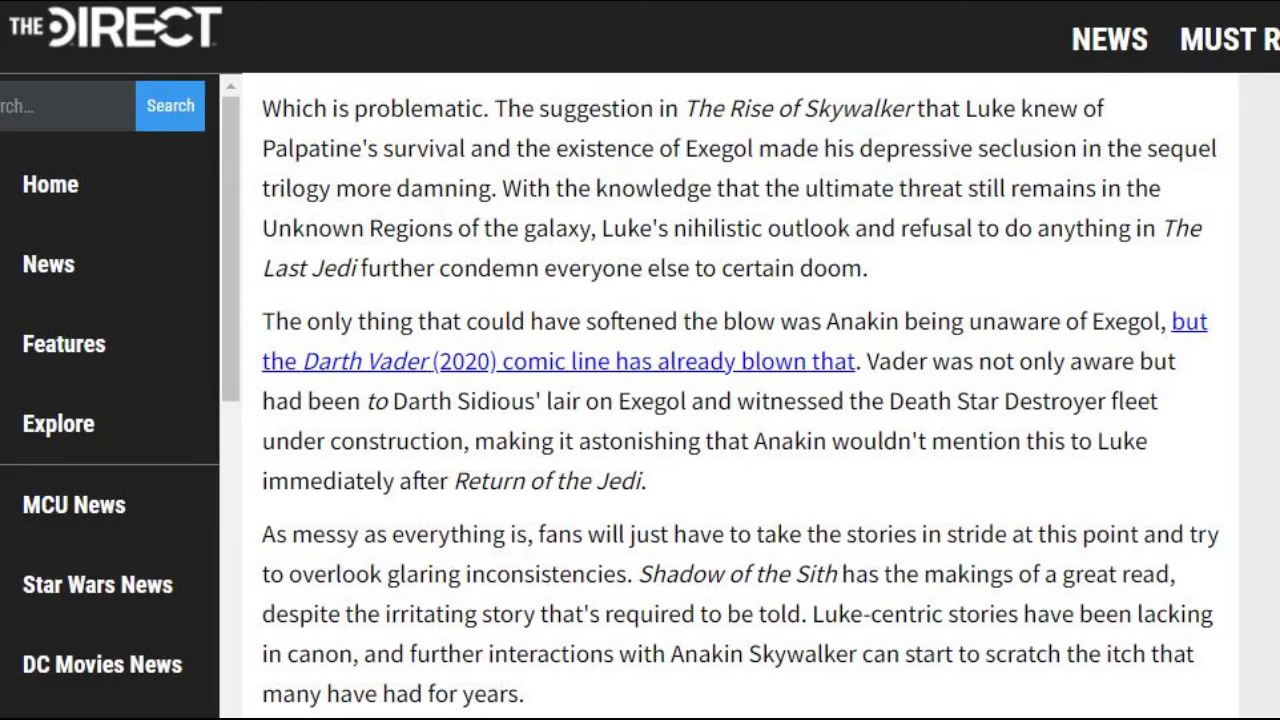 THE DIRECT
NEWS MUST R
rch... Search
Home
News
Features
Explore
MCU News
Star Wars News
DC Movies News
Which is problematic. The suggestion in The Rise of Skywalker that Luke knew of
Palpatine's survival and the existence of Exegol made his depressive seclusion in the sequel
trilogy more damning. With the knowledge that the ultimate threat still remains in the
Unknown Regions of the galaxy, Luke's nihilistic outlook and refusal to do anything in The
Last Jedi further condemn everyone else to certain doom.
The only thing that could have softened the blow was Anakin being unaware of Exegol, but
the Darth Vader (2020) comic line has already blown that. Vader was not only aware but
had been to Darth Sidious' lair on Exegol and witnessed the Death Star Destroyer fleet
under construction, making it astonishing that Anakin wouldn't mention this to Luke
immediately after Return of the Jedi.
As messy as everything is, fans will just have to take the stories in stride at this point and try
to overlook glaring inconsistencies. Shadow of the Sith has the makings of a great read,
despite the irritating story that's required to be told. Luke-centric stories have been lacking
in canon, and further interactions with Anakin Skywalker can start to scratch the itch that
many have had for years.